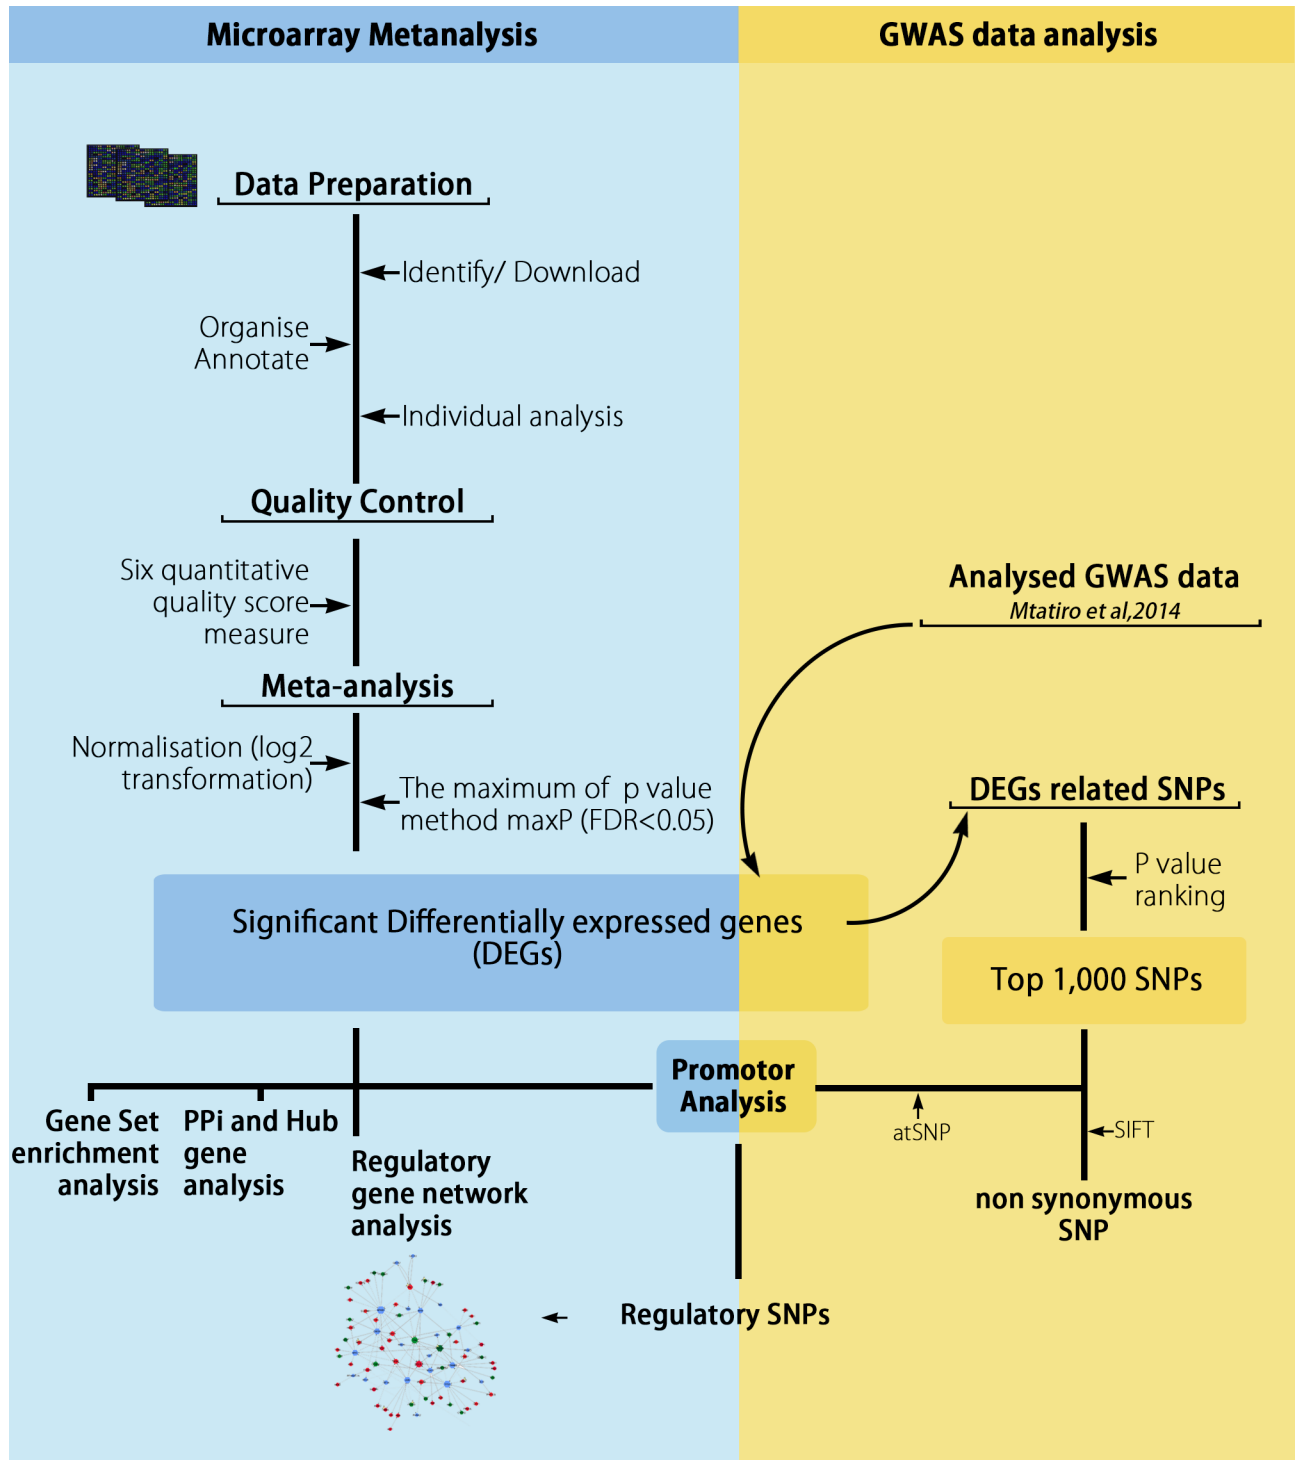 Microarray Metanalysis
GWAS data analysis
Data Preparation
Identify/ Download
Organise
Annotate
Individual analysis
Quality Control
Six quantitative
quality score
measure
Meta-analysis
Normalisation (log2
transformation)
The maximum of p value
method maxP (FDR<0.05)
Analysed GWAS data
Mtatiro et al,2014
DEGs related SNPs
P value
ranking
Significant Differentially expressed genes
(DEGs)
Top 1,000 SNPs
Promotor
Analysis
atSNP
SIFT
Gene Set
enrichment
analysis
PPi and Hub
gene
analysis
Regulatory
gene network
analysis
non synonymous
SNP
Regulatory SNPs